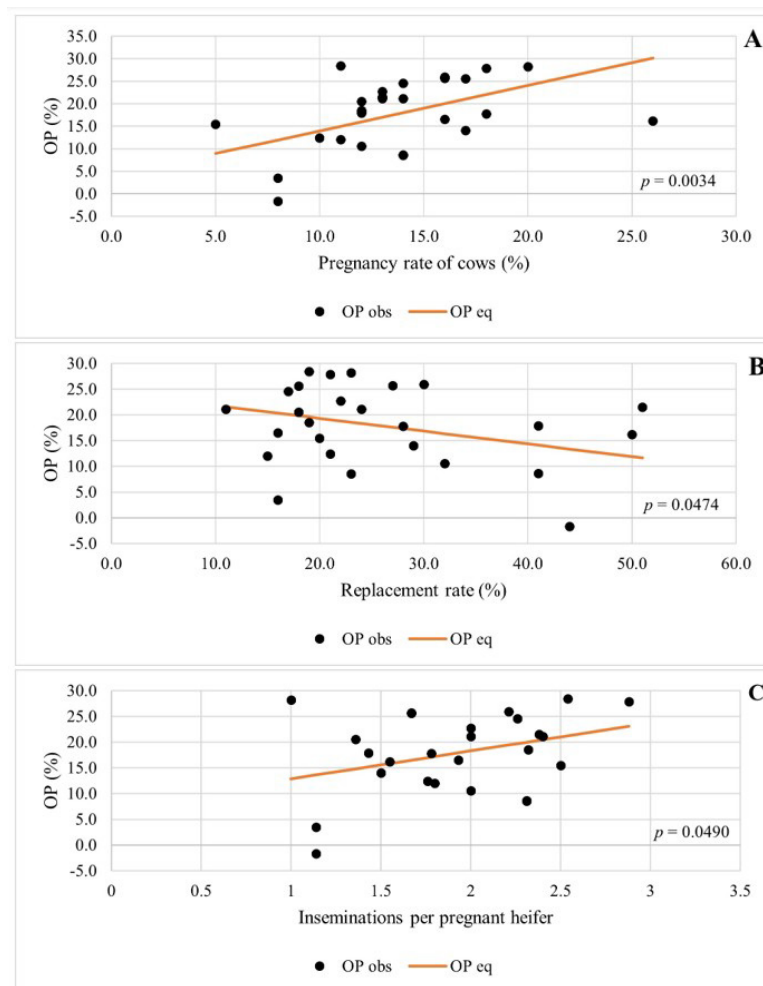 A
35.0
30.0
25.0
20.0
15.0
10.0
5.0
0.0
-5.0
OP (%)
p = 0.0034
0.0 5.0 10.0 15.0 20.0 25.0 30.0
Pregnancy rate of cows (%)
OP obs OP eq
B
30.0
25.0
20.0
15.0
10.0
5.0
0.0
-5.0
OP (%)
p = 0.0474
0.0 10.0 20.0 30.0 40.0 50.0 60.0
Replacement rate (%)
OP obs OP eq
C
30.0
25.0
20.0
15.0
10.0
5.0
0.0
-5.0
OP (%)
p = 0.0490
0 0.5 1 1.5 2 2.5 3 3.5
Inseminations per pregnant heifer
OP obs OP eq